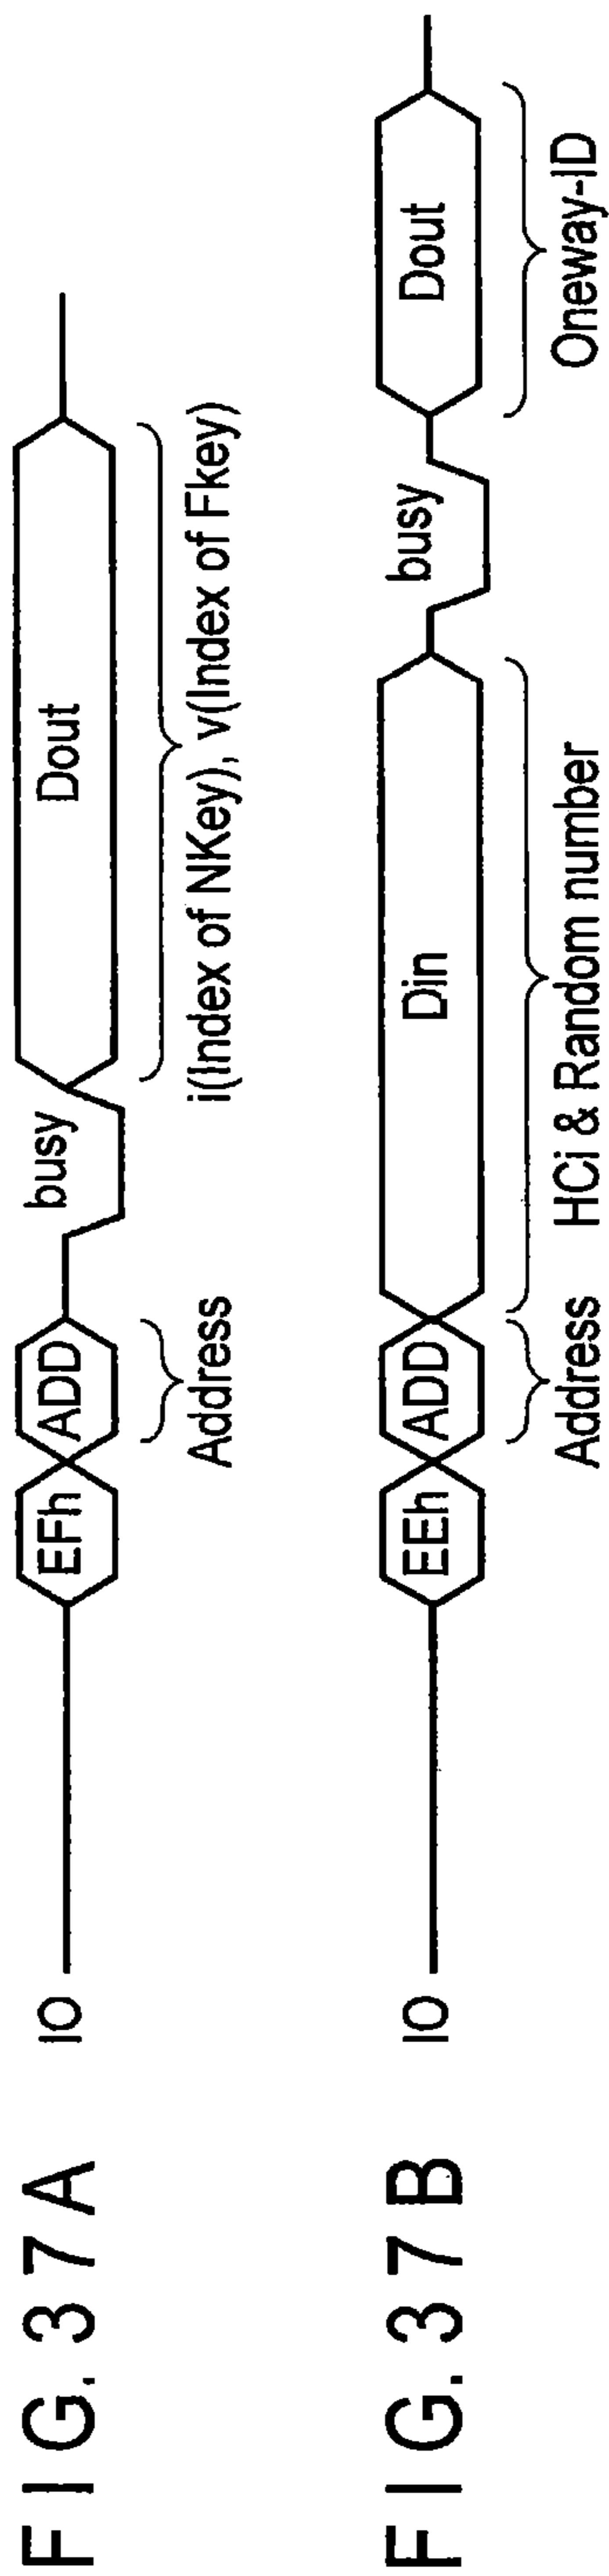 FIG. 37A
IO
EFh
ADD
busy
Dout
Address
i(Index of NKey), v(Index of Fkey)
FIG. 37B
IO
EEh
ADD
Din
busy
Dout
Address
HCi & Random number
Oneway-ID